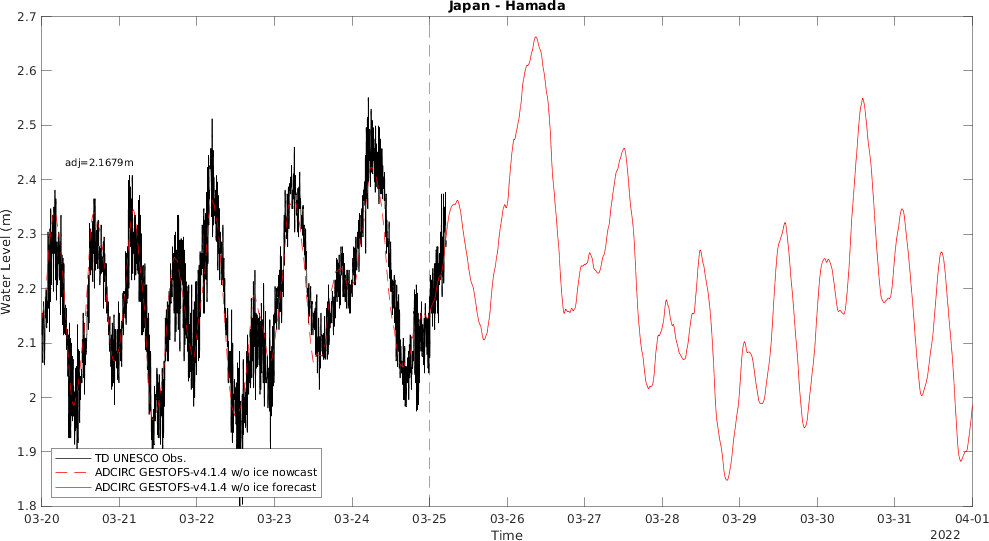 Japan - Hamada
Water Level (m)
2.7
2.6
2.5
2.4
2.3
2.2
2.1
2
1.9
1.8
adj=2.1679m
TD UNESCO Obs.
ADCIRC GESTOFS-v4.1.4 w/o ice nowcast
ADCIRC GESTOFS-v4.1.4 w/o ice forecast
03-20 03-21 03-22 03-23 03-24 03-25 03-26 03-27 03-28 03-29 03-30 03-31 04-01
Time
2022